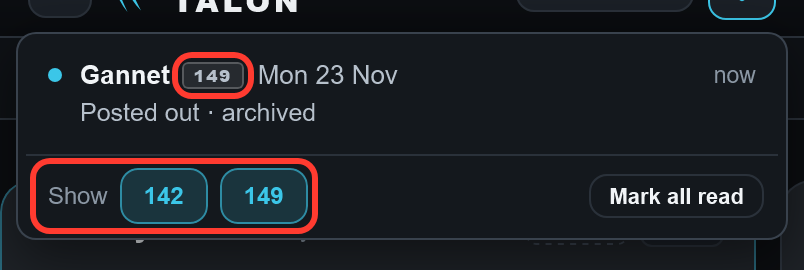 TALON
Gannet 149 Mon 23 Nov now
Posted out · archived
Show 142 149 Mark all read